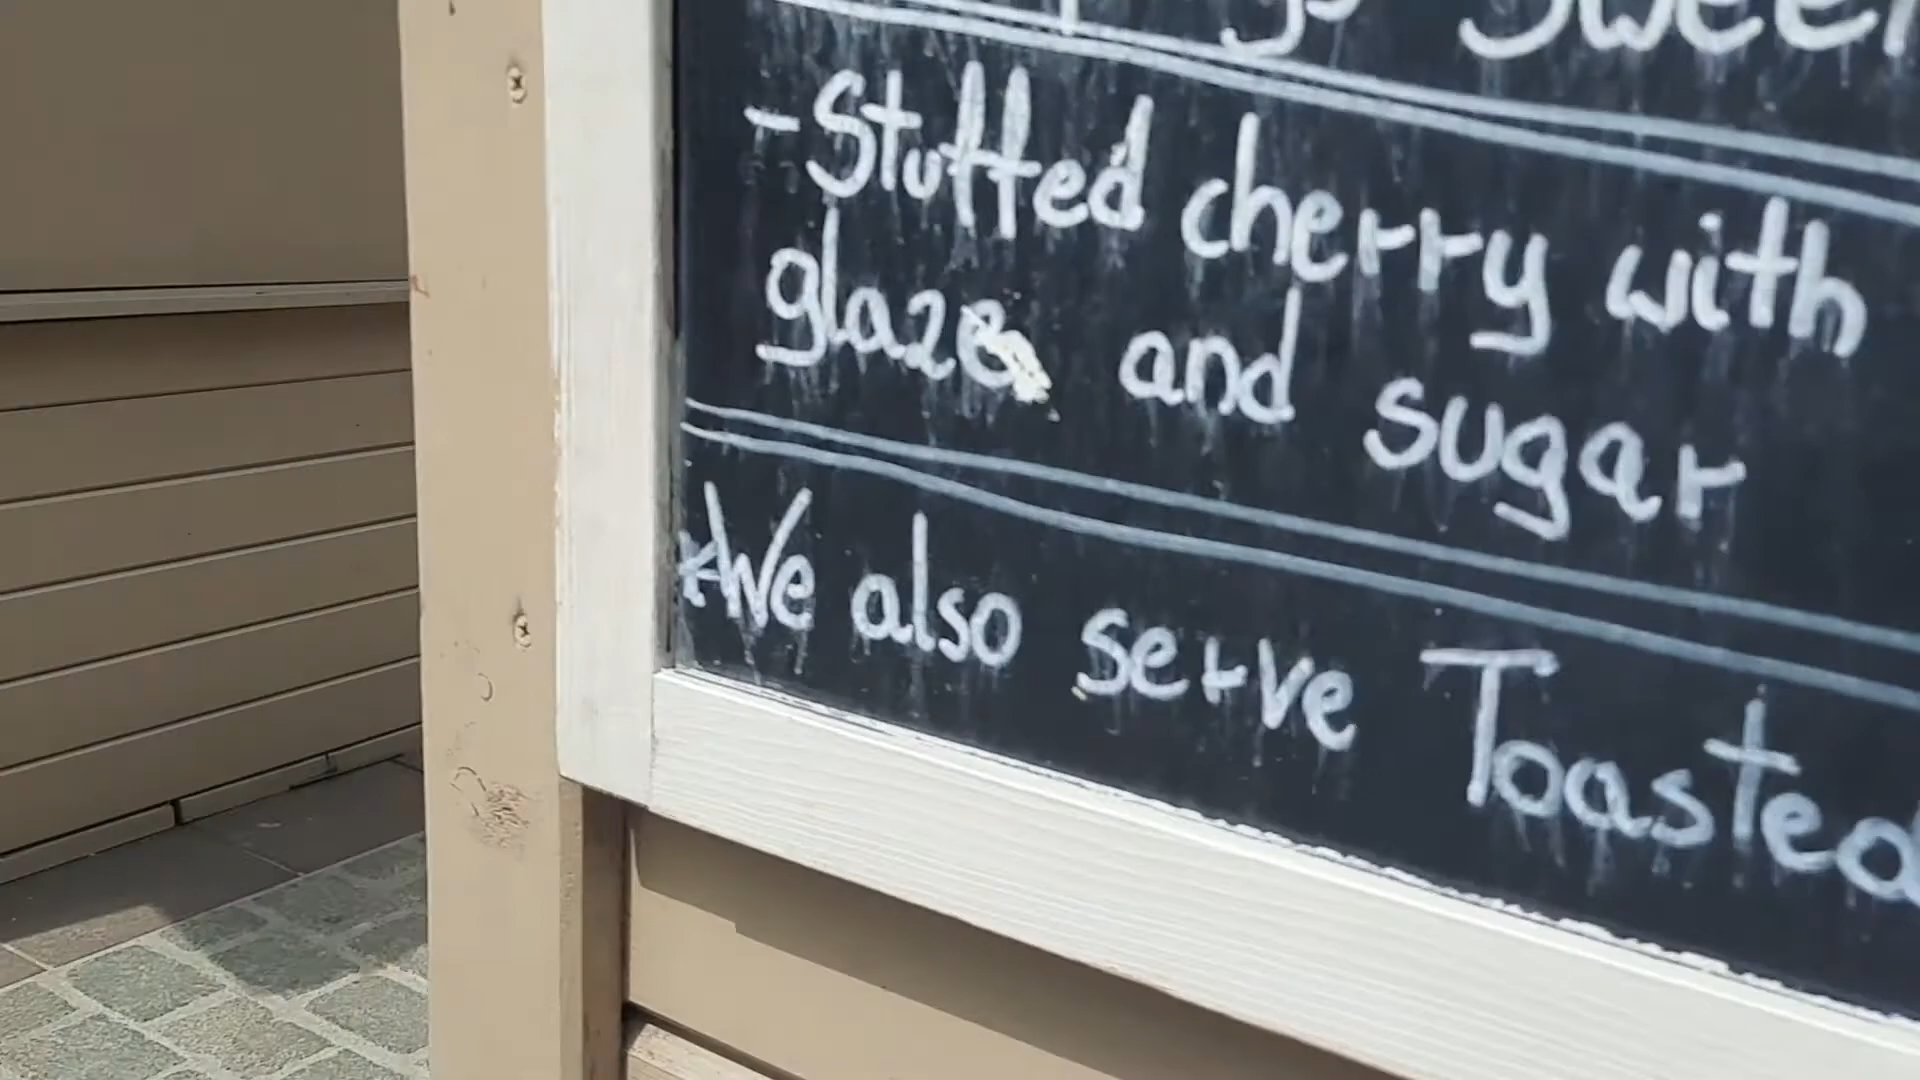 -Stuffed cherry with
glaze and sugar
*We also serve Toasted